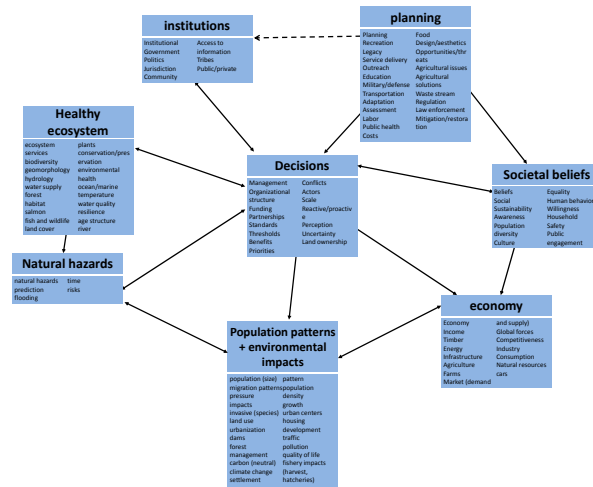 institutions
Institutional
Government
Politics
Jurisdiction
Community
Access to
information
Tribes
Public/private
planning
Planning
Recreation
Legacy
Service delivery
Outreach
Education
Military/defense
Transportation
Adaptation
Assessment
Labor
Public health
Costs
Food
Design/aesthetics
Opportunities/thr
eats
Agricultural issues
Agricultural
solutions
Waste stream
Regulation
Law enforcement
Mitigation/restora
tion
Healthy
ecosystem
ecosystem
services
biodiversity
geomorphology
hydrology
water supply
forest
habitat
salmon
fish and wildlife
land cover
plants
conservation/pres
ervation
environmental
health
ocean/marine
temperature
water quality
resilience
age structure
river
Decisions
Management
Organizational
structure
Funding
Partnerships
Standards
Thresholds
Benefits
Priorities
Conflicts
Actors
Scale
Reactive/proactiv
e
Perception
Uncertainty
Land ownership
Societal beliefs
Beliefs
Social
Sustainability
Awareness
Population
diversity
Culture
Equality
Human behavior
Willingness
Household
Safety
Public
engagement
Natural hazards
natural hazards
prediction
flooding
time
risks
Population patterns
+ environmental
impacts
population (size)
migration patterns
pressure
impacts
invasive (species)
land use
urbanization
dams
forest
management
carbon (neutral)
climate change
settlement
pattern
population
density
growth
urban centers
housing
development
traffic
pollution
quality of life
fishery impacts
(harvest,
hatcheries)
economy
Economy
Income
Timber
Energy
Infrastructure
Agriculture
Farms
Market (demand
and supply)
Global forces
Competitiveness
Industry
Consumption
Natural resources
cars